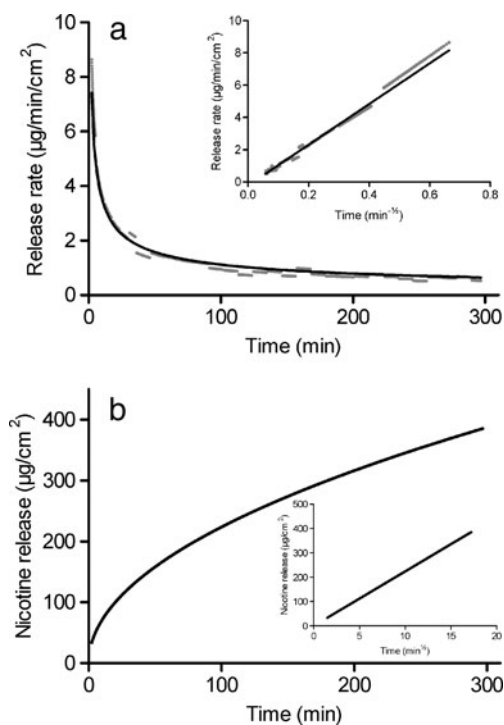 a
Release rate (µg/min/cm²)
10
8
6
4
2
0
0 100 200 300
Time (min)
Release rate (µg/min/cm²)
10
8
6
4
2
0
0.0 0.2 0.4 0.6 0.8
Time (min⁻½)
b
Nicotine release (µg/cm²)
400
300
200
100
0
0 100 200 300
Time (min)
Nicotine release (µg/cm²)
500
400
300
200
100
0
0 5 10 15 20
Time (min½)